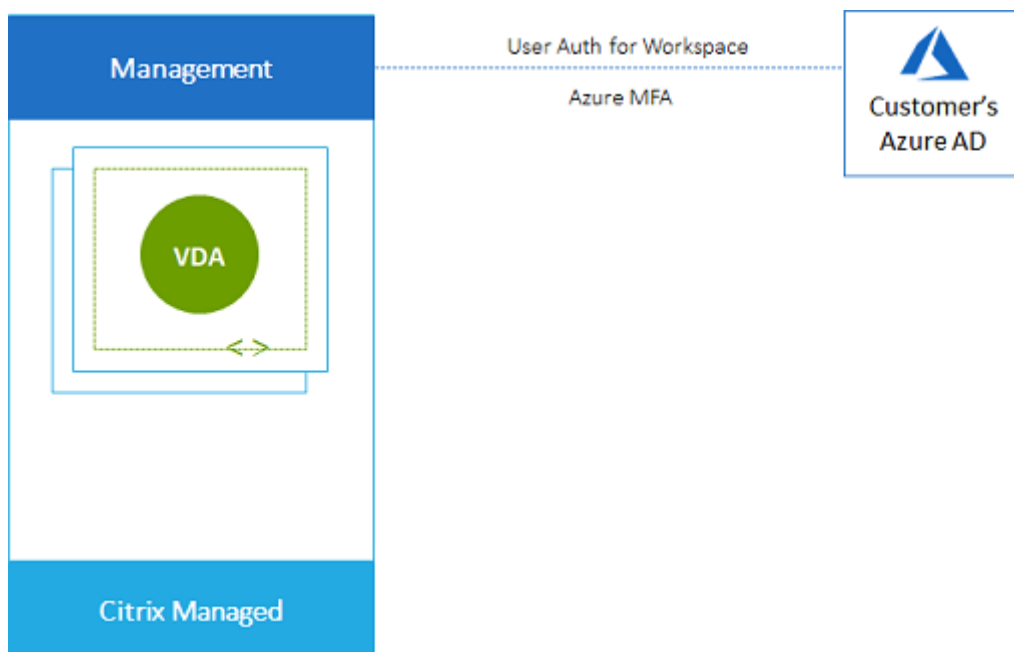 Management
User Auth for Workspace
Azure MFA
Customer's
Azure AD
VDA
< >
Citrix Managed